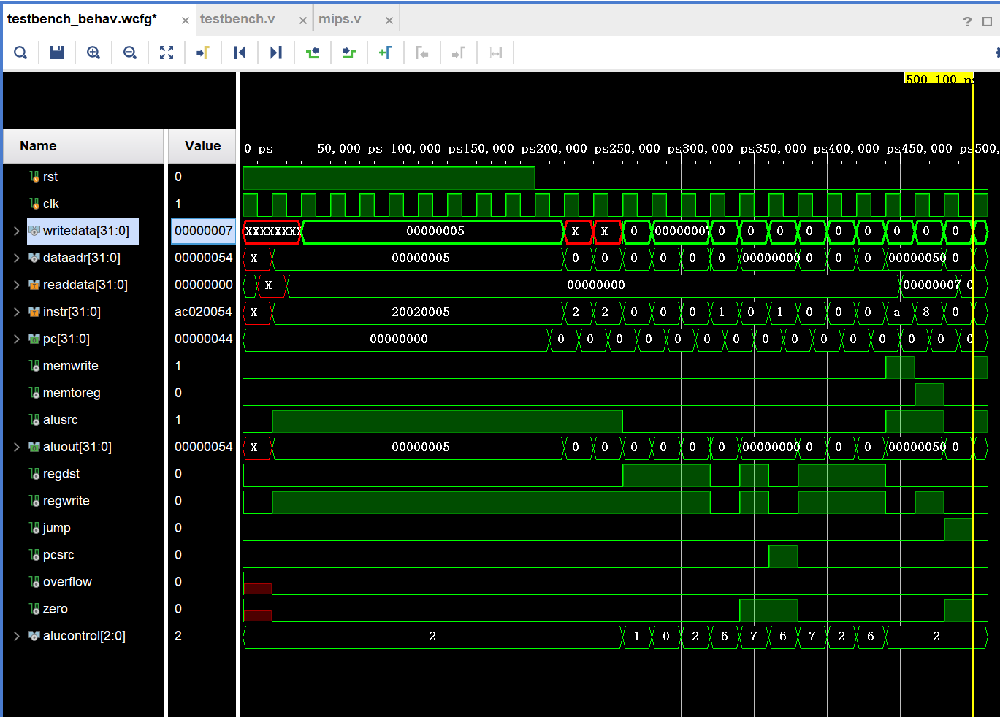 testbench_behav.wcfg* × testbench.v × mips.v ×
?
500,100 ps
Name Value
0 ps 50,000 ps 100,000 ps 150,000 ps 200,000 ps 250,000 ps 300,000 ps 350,000 ps 400,000 ps 450,000 ps 500,
rst 0
clk 1
writedata[31:0] 00000007 XXXXXXXX 00000005 X X 0 00000007 0 0 0 0 0 0 0 0 0
dataadr[31:0] 00000054 X 00000005 0 0 0 0 0 0 00000000 0 0 0 00000050 0
readdata[31:0] 00000000 X 00000000 00000007 0
instr[31:0] ac020054 X 20020005 2 2 0 0 0 1 0 1 0 0 0 a 8 0
pc[31:0] 00000044 00000000 0 0 0 0 0 0 0 0 0 0 0 0 0 0 0
memwrite 1
memtoreg 0
alusrc 1
aluout[31:0] 00000054 X 00000005 0 0 0 0 0 0 00000000 0 0 0 00000050 0
regdst 0
regwrite 0
jump 0
pcsrc 0
overflow 0
zero 0
alucontrol[2:0] 2 2 1 0 2 6 7 6 7 2 6 2